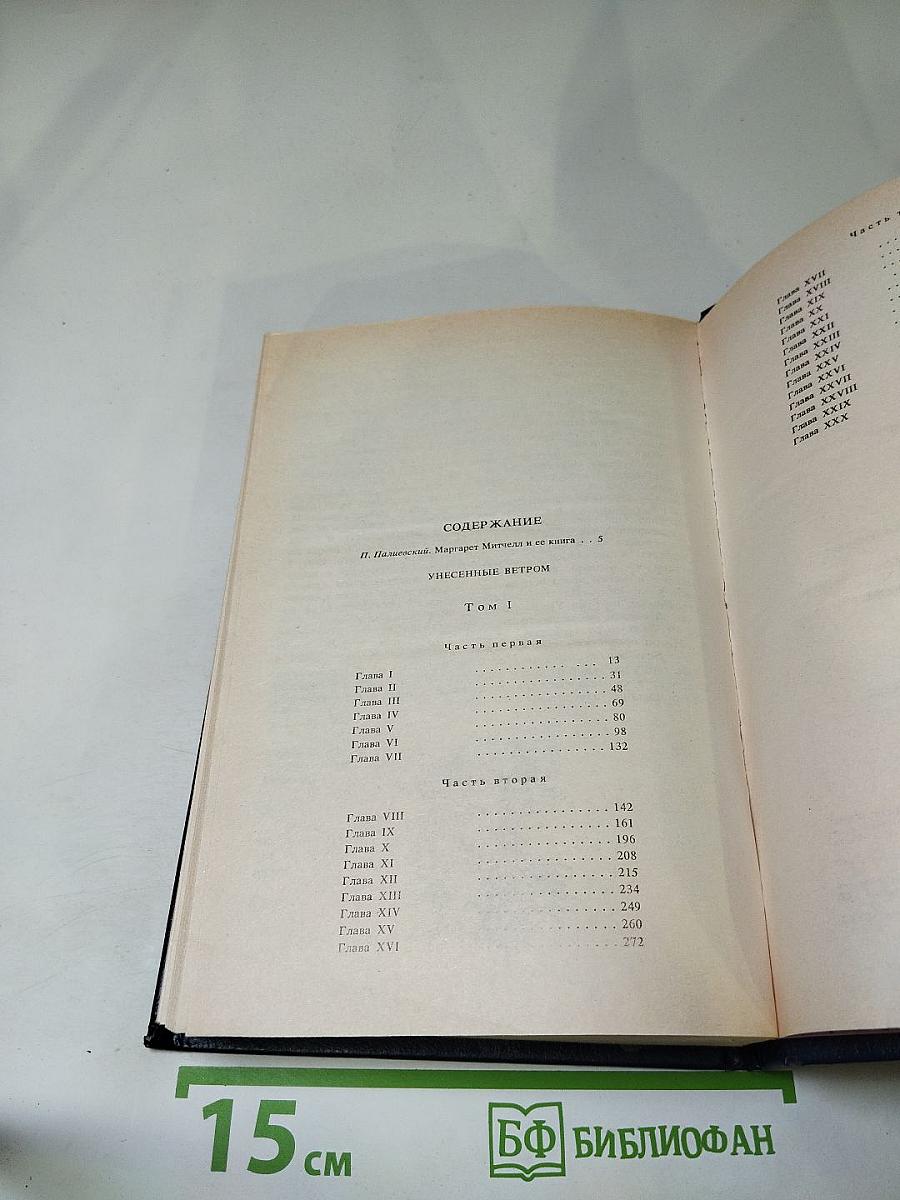 СОДЕРЖАНИЕ
П. Палиевский. Маргарет Митчелл и ее книга . . 5
УНЕСЕННЫЕ ВЕТРОМ
Том I
Часть первая
Глава I . . . . . . . . . . . . . . . 13
Глава II . . . . . . . . . . . . . . . . 31
Глава III . . . . . . . . . . . . . . . . 48
Глава IV . . . . . . . . . . . . . . . . 69
Глава V . . . . . . . . . . . . . . . . 80
Глава VI . . . . . . . . . . . . . . . . 98
Глава VII . . . . . . . . . . . . . . . . 132
Часть вторая
Глава VIII . . . . . . . . . . . . . . . . 142
Глава IX . . . . . . . . . . . . . . . . 161
Глава X . . . . . . . . . . . . . . . . 196
Глава XI . . . . . . . . . . . . . . . . 208
Глава XII . . . . . . . . . . . . . . . . 215
Глава XIII . . . . . . . . . . . . . . . . 234
Глава XIV . . . . . . . . . . . . . . . . 249
Глава XV . . . . . . . . . . . . . . . . 260
Глава XVI . . . . . . . . . . . . . . . . 272
Часть
Глава XVII
Глава XVIII
Глава XIX
Глава XX
Глава XXI
Глава XXII
Глава XXIII
Глава XXIV
Глава XXV
Глава XXVI
Глава XXVII
Глава XXVIII
Глава XXIX
Глава XXX
15 см
БФ БИБЛИОФАН